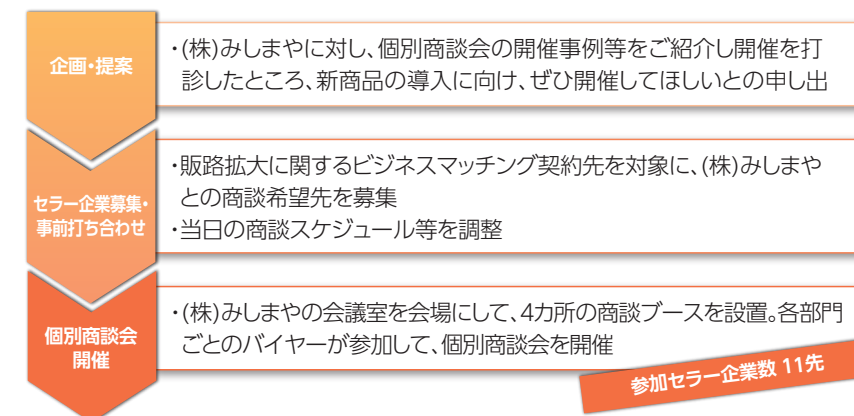 企画・提案
・(株)みしまやに対し、個別商談会の開催事例等をご紹介し開催を打
診したところ、新商品の導入に向け、ぜひ開催してほしいとの申し出
セラー企業募集・
事前打ち合わせ
・販路拡大に関するビジネスマッチング契約先を対象に、(株)みしまや
との商談希望先を募集
・当日の商談スケジュール等を調整
個別商談会
開催
・(株)みしまやの会議室を会場にして、4カ所の商談ブースを設置。各部門
ごとのバイヤーが参加して、個別商談会を開催
参加セラー企業数 11先